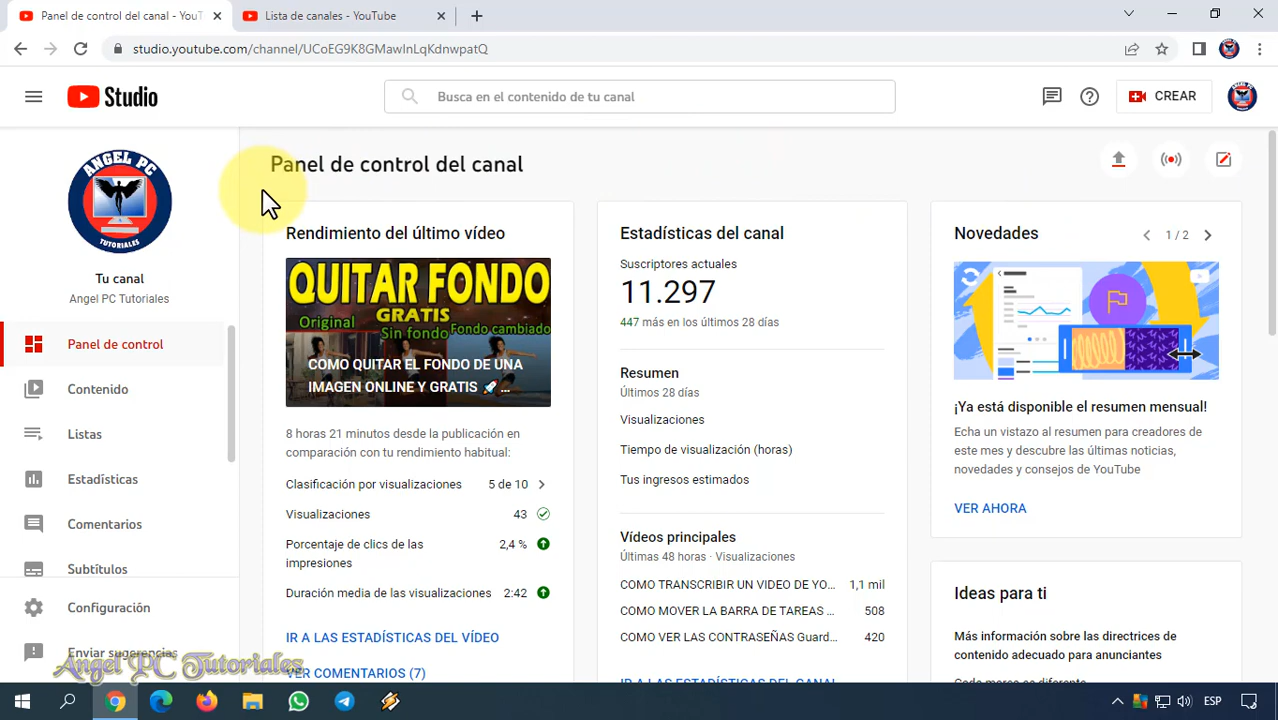 Panel de control del canal - YouT
Lista de canales - YouTube
studio.youtube.com/channel/UCoEG9K8GMawInLqKdnwpatQ
Studio
Busca en el contenido de tu canal
CREAR
ANGEL PC
TUTORIALES
Tu canal
Angel PC Tutoriales
Panel de control
Contenido
Listas
Estadísticas
Comentarios
Subtítulos
Configuración
Enviar sugerencias
Angel PC Tutoriales
Panel de control del canal
Rendimiento del último vídeo
QUITAR FONDO
GRATIS
Original
Sin fondo
Fondo cambiado
COMO QUITAR EL FONDO DE UNA
IMAGEN ONLINE Y GRATIS 🚀...
8 horas 21 minutos desde la publicación en
comparación con tu rendimiento habitual:
Clasificación por visualizaciones 5 de 10
Visualizaciones 43
Porcentaje de clics de las 2,4 %
impresiones
Duración media de las visualizaciones 2:42
IR A LAS ESTADÍSTICAS DEL VÍDEO
VER COMENTARIOS (7)
Estadísticas del canal
Suscriptores actuales
11.297
447 más en los últimos 28 días
Resumen
Últimos 28 días
Visualizaciones
Tiempo de visualización (horas)
Tus ingresos estimados
Vídeos principales
Últimas 48 horas · Visualizaciones
COMO TRANSCRIBIR UN VIDEO DE YO... 1,1 mil
COMO MOVER LA BARRA DE TAREAS ... 508
COMO VER LAS CONTRASEÑAS Guard... 420
IR A LAS ESTADÍSTICAS DEL CANAL
Novedades
1 / 2
¡Ya está disponible el resumen mensual!
Echa un vistazo al resumen para creadores de
este mes y descubre las últimas noticias,
novedades y consejos de YouTube
VER AHORA
Ideas para ti
Más información sobre las directrices de
contenido adecuado para anunciantes
Cada marca es diferente
ESP